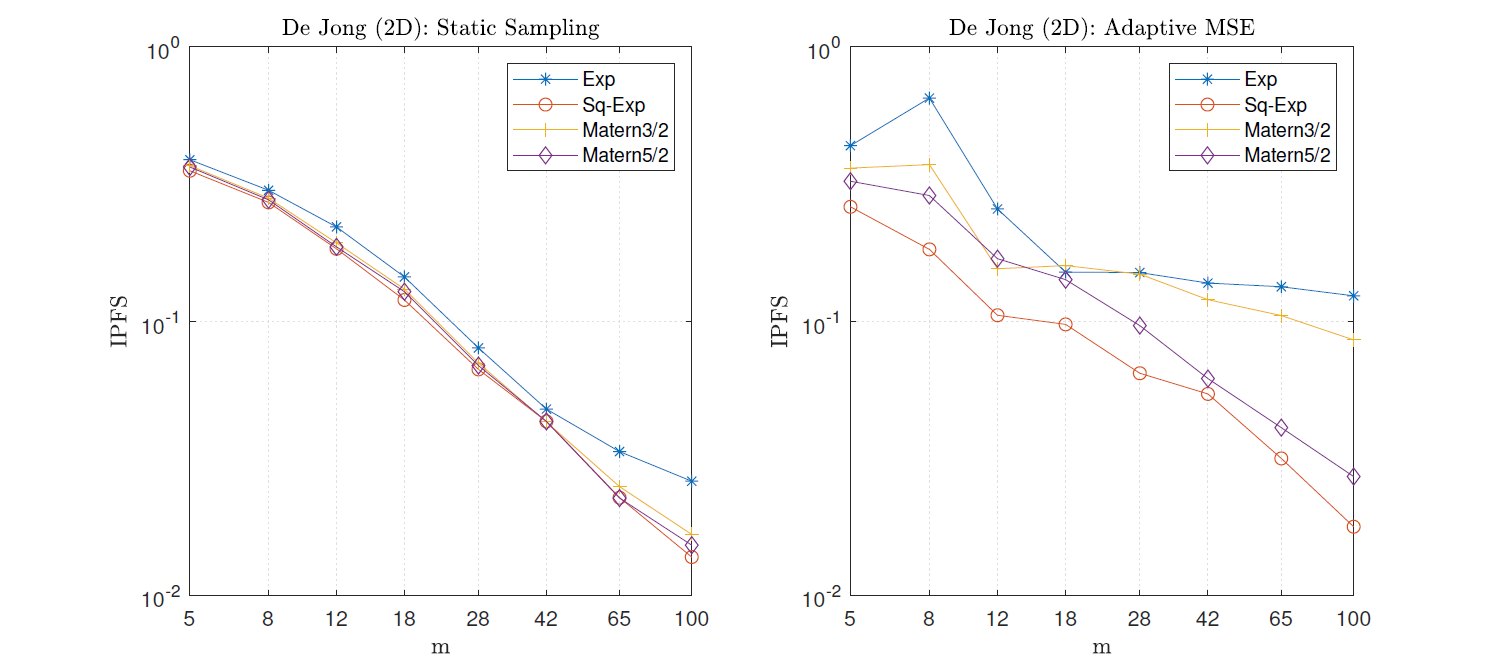 De Jong (2D): Static Sampling
10^0
10^-1
10^-2
IPFS
Exp
Sq-Exp
Matern3/2
Matern5/2
5 8 12 18 28 42 65 100
m
De Jong (2D): Adaptive MSE
10^0
10^-1
10^-2
IPFS
Exp
Sq-Exp
Matern3/2
Matern5/2
5 8 12 18 28 42 65 100
m